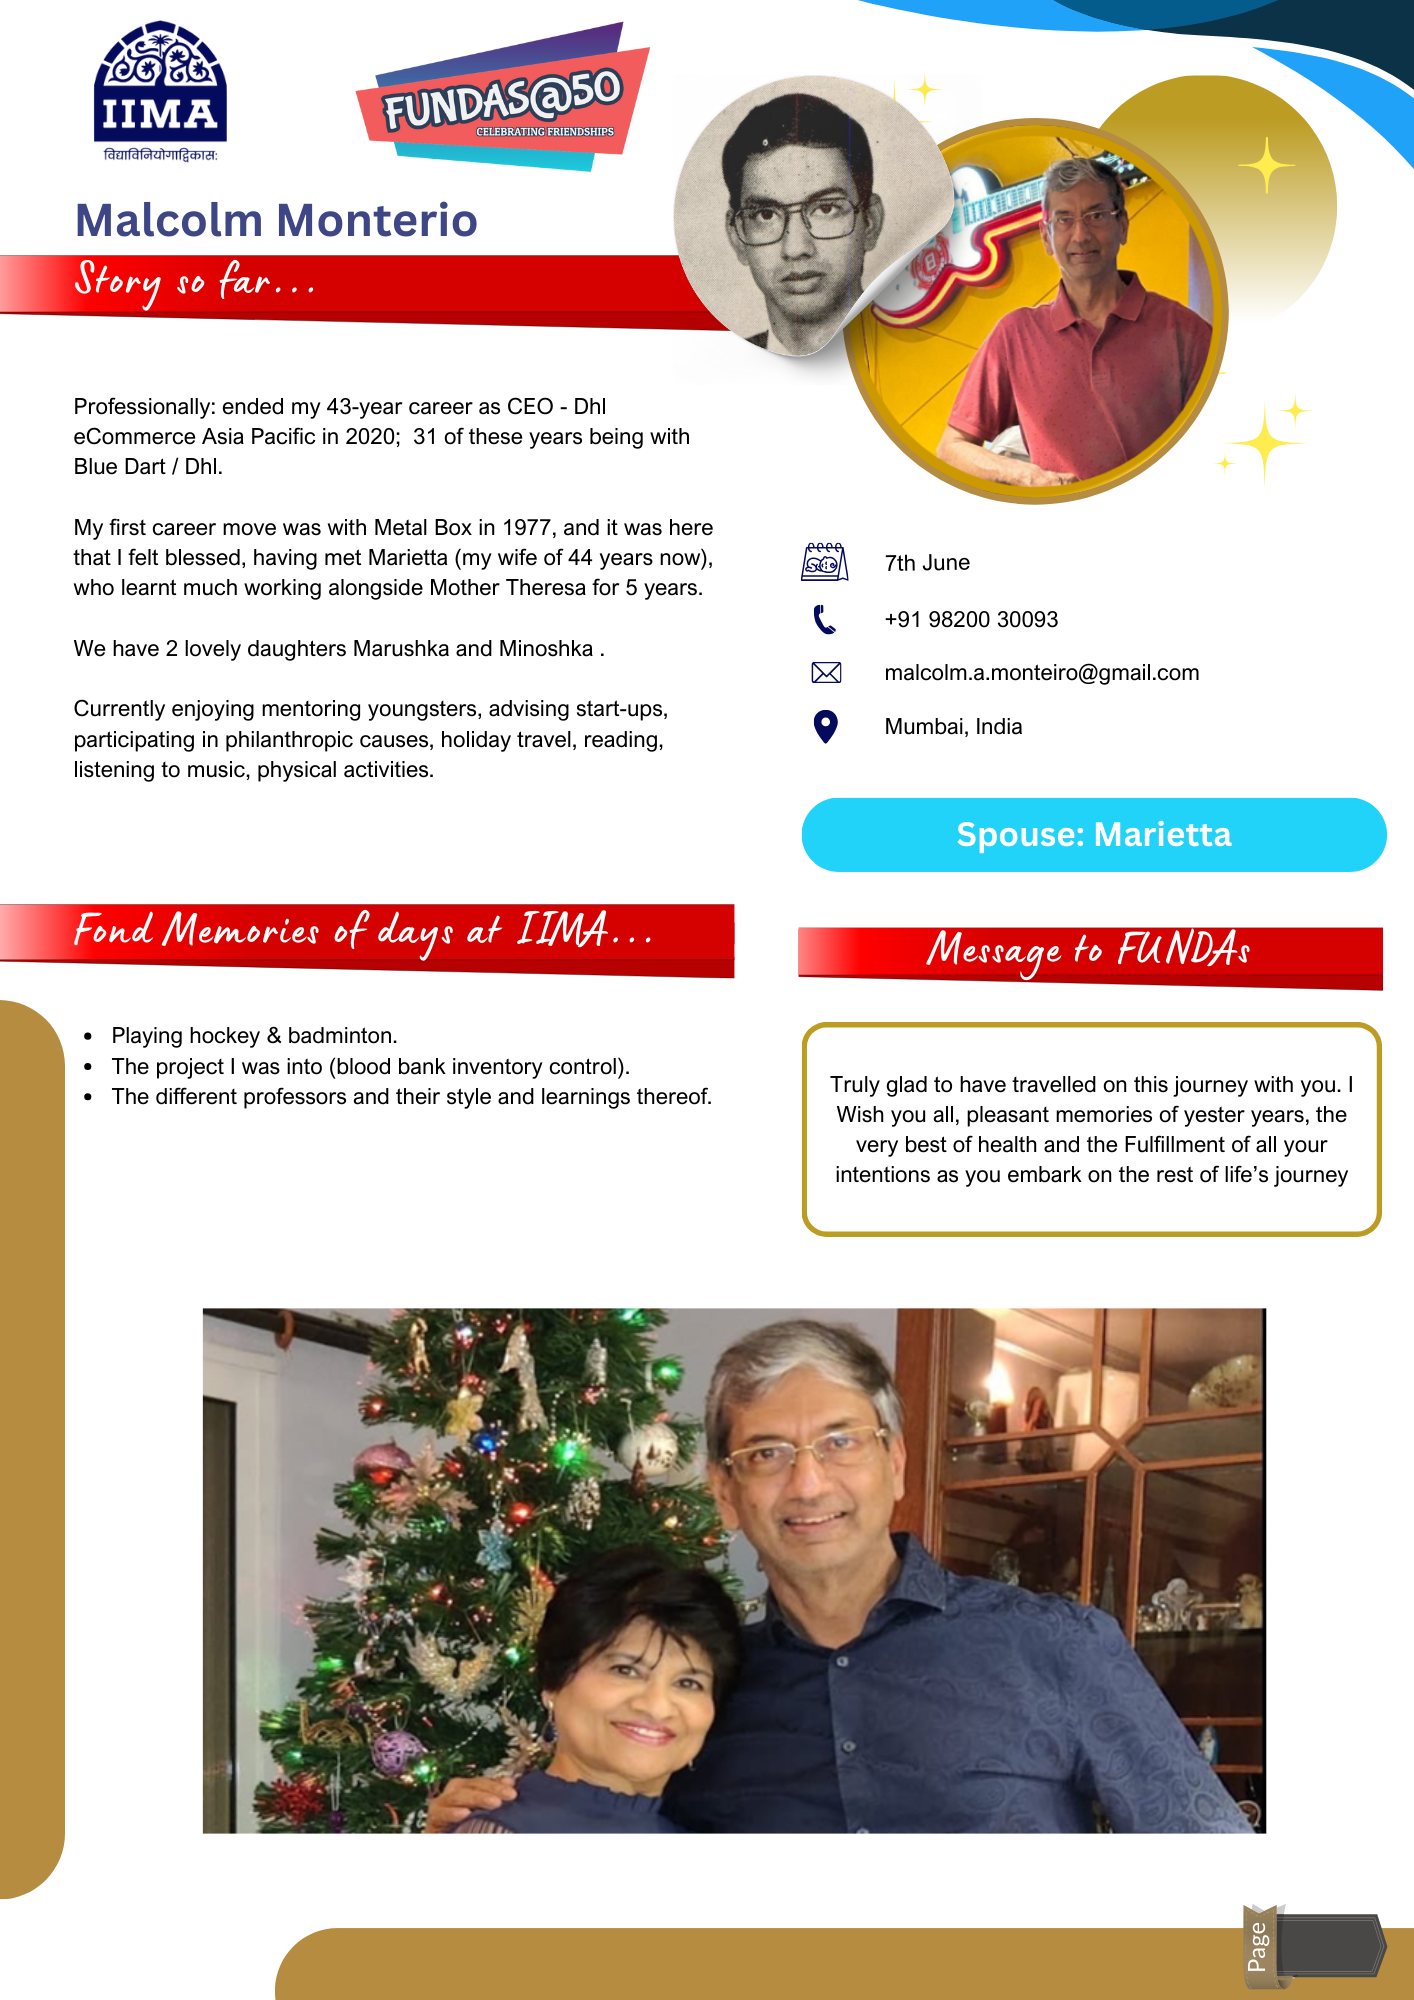 IIMA
विद्याविनियोगाद्विकास:
FUNDAS@50
CELEBRATING FRIENDSHIPS
Malcolm Monterio
Story so far...
Professionally: ended my 43-year career as CEO - Dhl
eCommerce Asia Pacific in 2020;  31 of these years being with
Blue Dart / Dhl.
My first career move was with Metal Box in 1977, and it was here
that I felt blessed, having met Marietta (my wife of 44 years now),
who learnt much working alongside Mother Theresa for 5 years.
We have 2 lovely daughters Marushka and Minoshka .
Currently enjoying mentoring youngsters, advising start-ups,
participating in philanthropic causes, holiday travel, reading,
listening to music, physical activities.
7th June
+91 98200 30093
malcolm.a.monteiro@gmail.com
Mumbai, India
Spouse: Marietta
Fond Memories of days at IIMA...
• Playing hockey & badminton.
• The project I was into (blood bank inventory control).
• The different professors and their style and learnings thereof.
Message to FUNDAs
Truly glad to have travelled on this journey with you. I
Wish you all, pleasant memories of yester years, the
very best of health and the Fulfillment of all your
intentions as you embark on the rest of life’s journey
Page